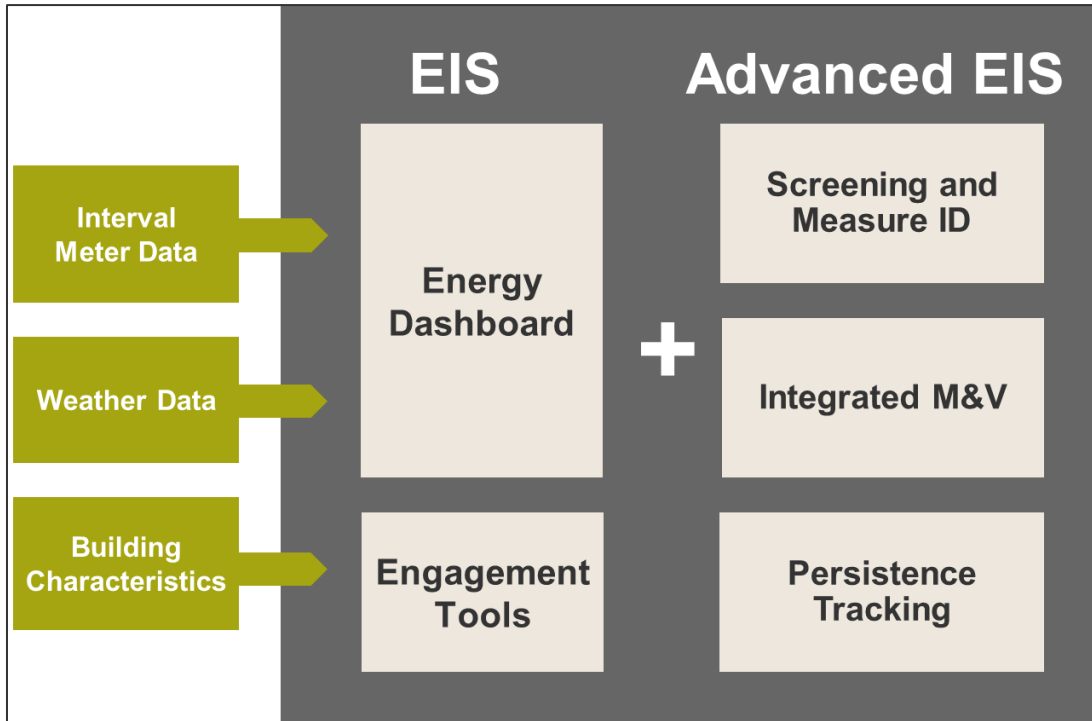 EIS
Advanced EIS
Interval
Meter Data
Weather Data
Building
Characteristics
Energy
Dashboard
Engagement
Tools
+
Screening and
Measure ID
Integrated M&V
Persistence
Tracking